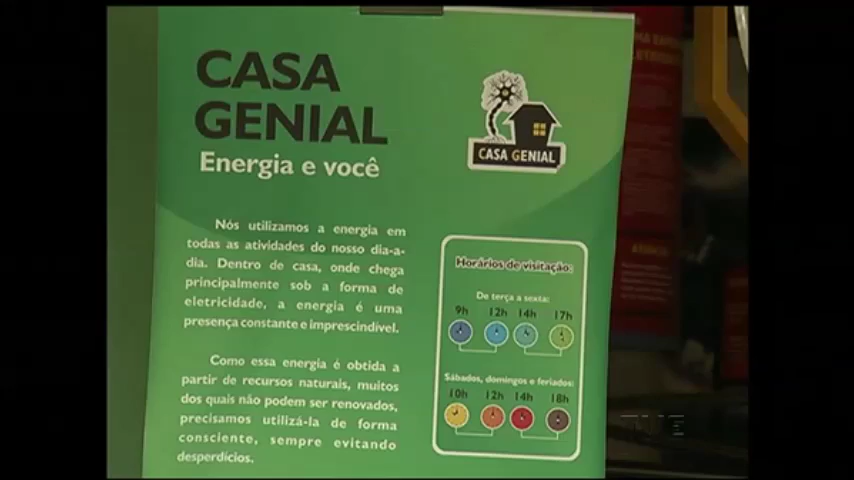 CASA
GENIAL
Energia e você
CASA GENIAL
Nós utilizamos a energia em
todas as atividades do nosso dia-a-
dia. Dentro de casa, onde chega
principalmente sob a forma de
eletricidade, a energia é uma
presença constante e imprescindível.
Como essa energia é obtida a
partir de recursos naturais, muitos
dos quais não podem ser renovados,
precisamos utilizá-la de forma
consciente, sempre evitando
desperdícios.
Horários de visitação:
De terça a sexta:
9h 12h 14h 17h
Sábados, domingos e feriados:
10h 12h 14h 18h